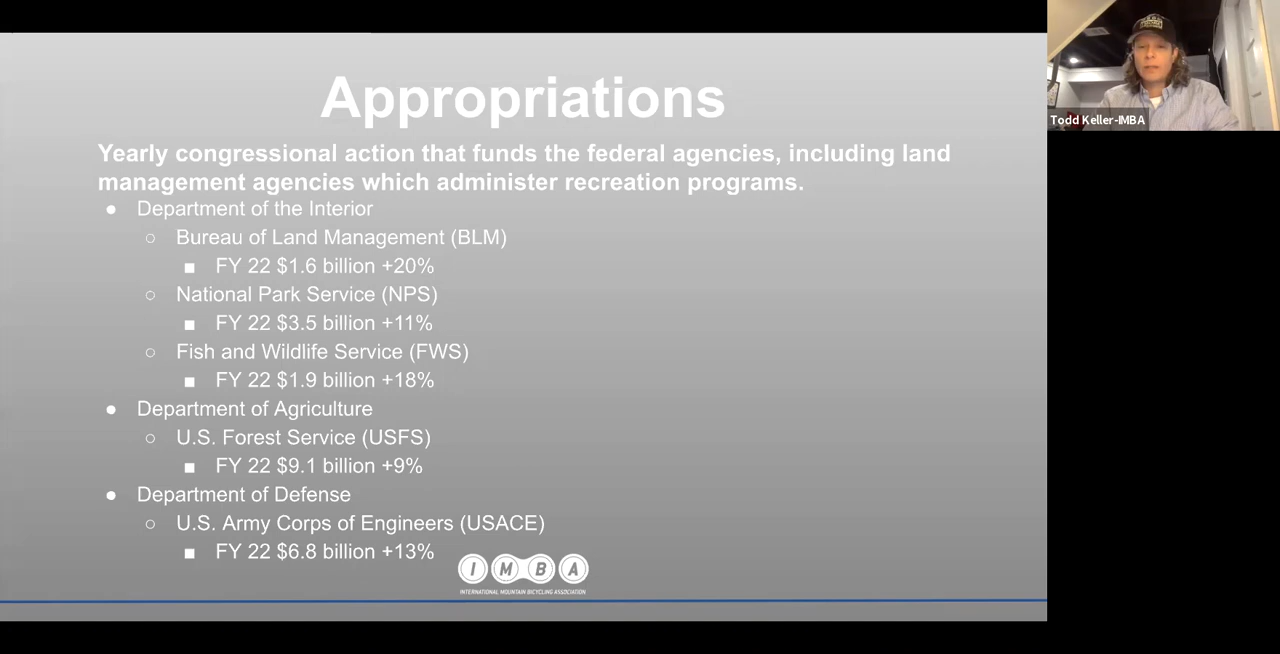 Appropriations
Yearly congressional action that funds the federal agencies, including land
management agencies which administer recreation programs.
● Department of the Interior
○ Bureau of Land Management (BLM)
■ FY 22 $1.6 billion +20%
○ National Park Service (NPS)
■ FY 22 $3.5 billion +11%
○ Fish and Wildlife Service (FWS)
■ FY 22 $1.9 billion +18%
● Department of Agriculture
○ U.S. Forest Service (USFS)
■ FY 22 $9.1 billion +9%
● Department of Defense
○ U.S. Army Corps of Engineers (USACE)
■ FY 22 $6.8 billion +13%
IMBA
INTERNATIONAL MOUNTAIN BICYCLING ASSOCIATION
Todd Keller-IMBA